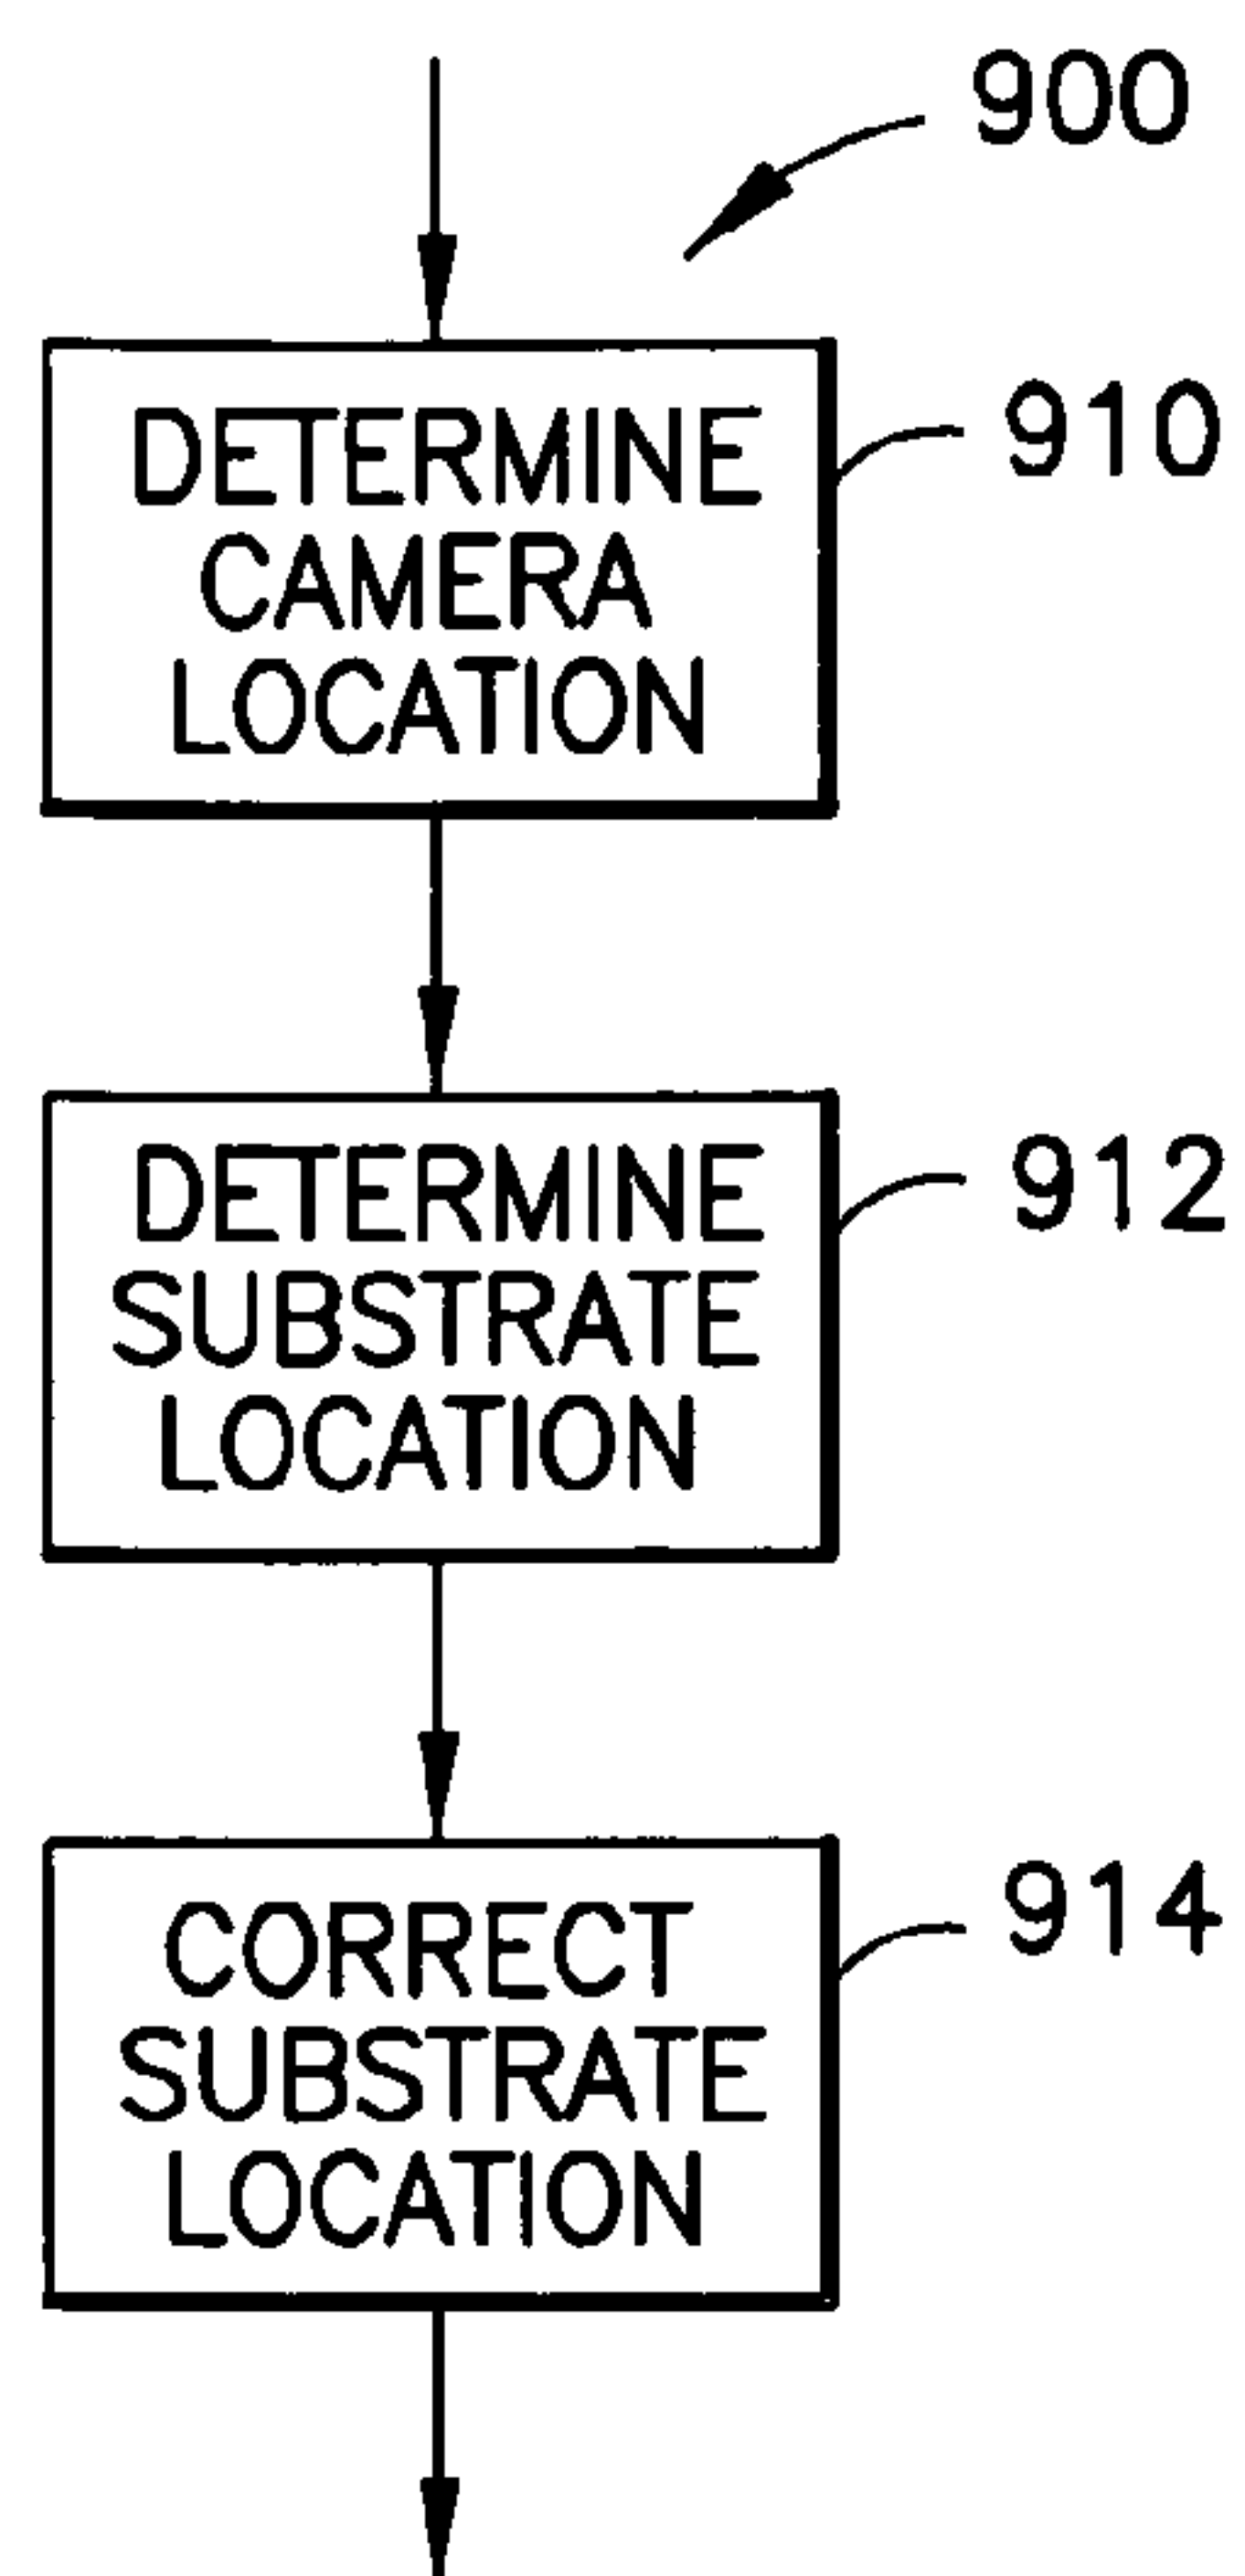 900
DETERMINE
CAMERA
LOCATION
910
DETERMINE
SUBSTRATE
LOCATION
912
CORRECT
SUBSTRATE
LOCATION
914